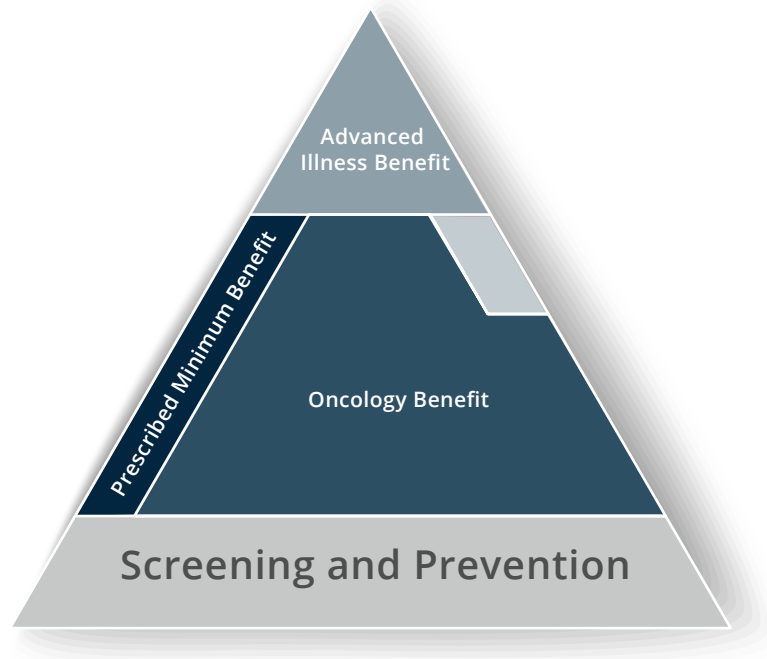 Advanced
Illness Benefit
Prescribed Minimum Benefit
Oncology Benefit
Screening and Prevention